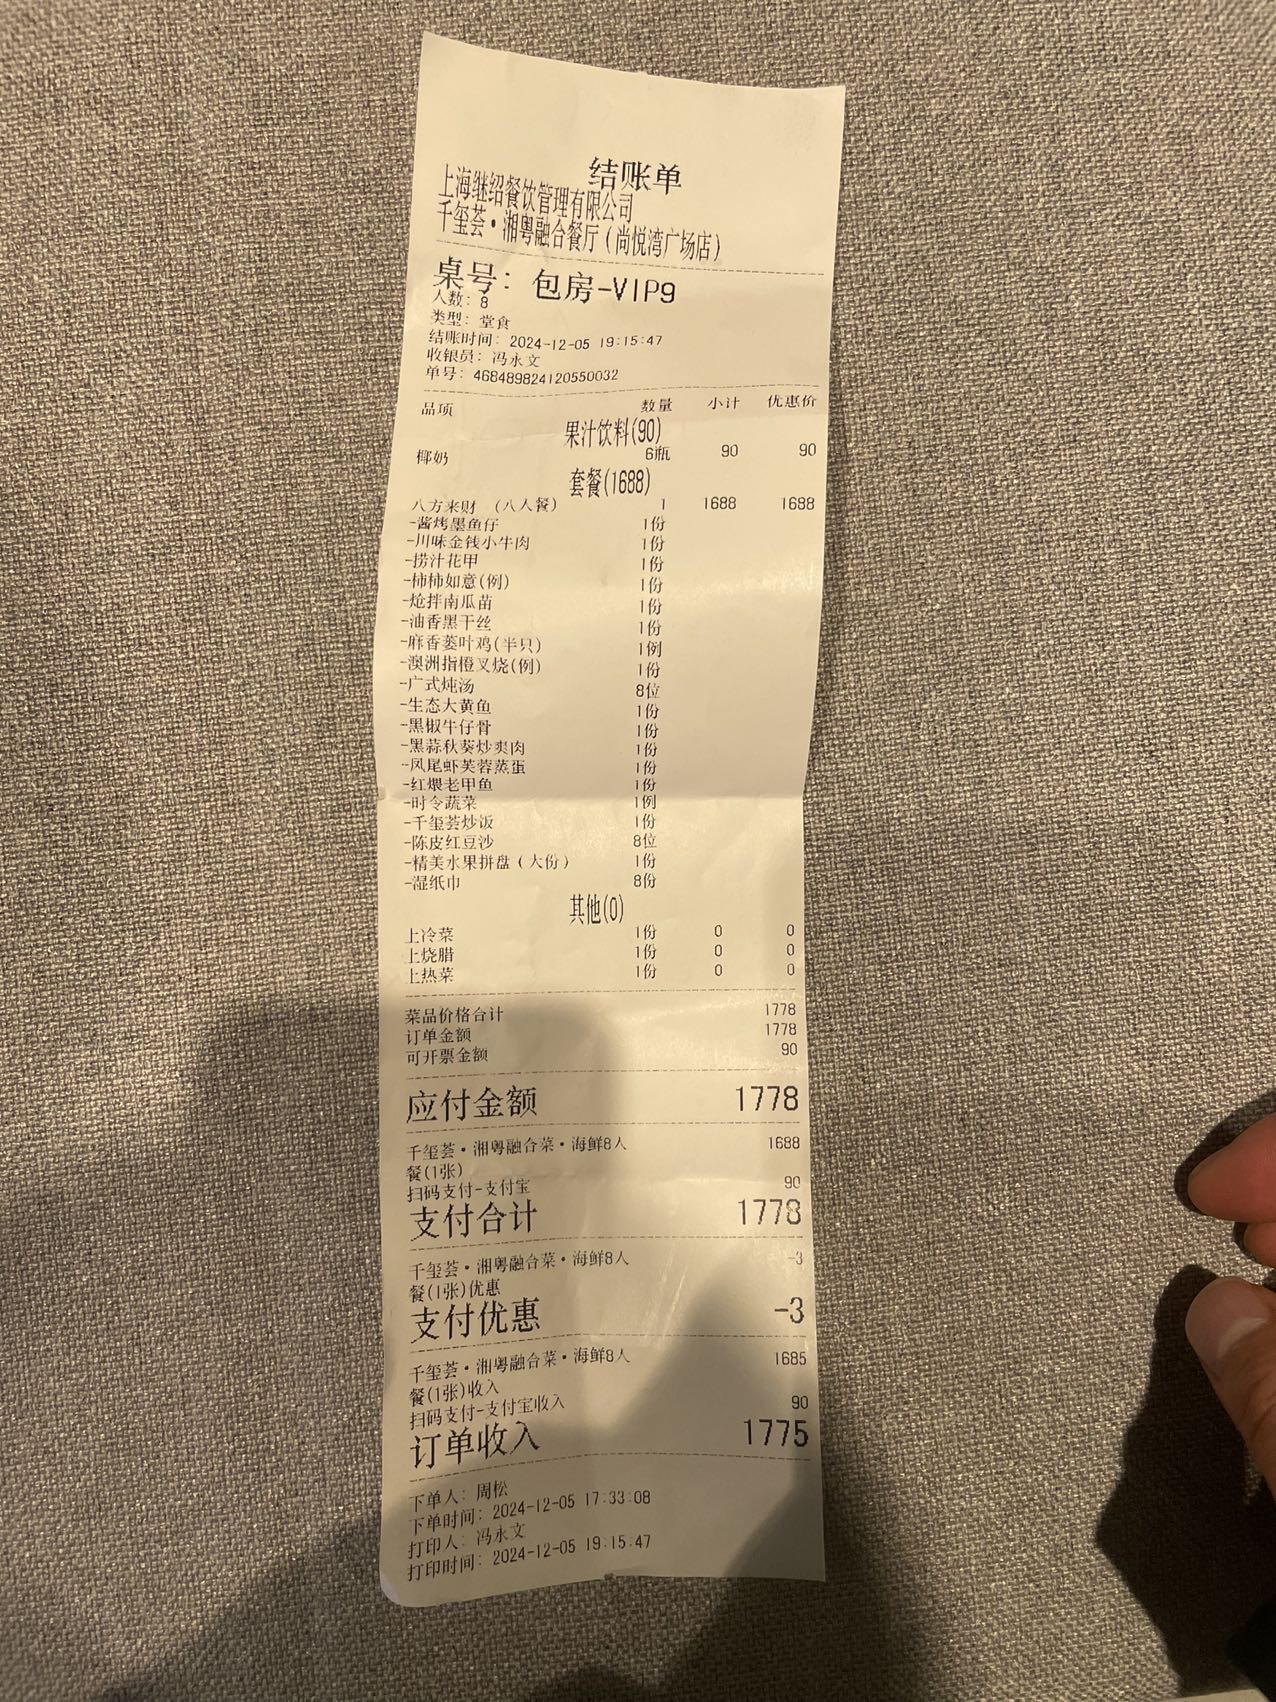 结账单
上海继绍餐饮管理有限公司
千玺荟·湘粤融合餐厅(尚悦湾广场店)
桌号: 包房-VIP9
人数: 8
类型: 堂食
结账时间: 2024-12-05 19:15:47
收银员: 冯永文
单号: 468489824120550032
品项 数量 小计 优惠价
果汁饮料(90)
椰奶 6瓶 90 90
套餐(1688)
八方来财 (八人餐) 1 1688 1688
-酱烤墨鱼仔 1份
-川味金钱小牛肉 1份
-捞汁花甲 1份
-柿柿如意(例) 1份
-炝拌南瓜苗 1份
-油香黑干丝 1份
-麻香蒌叶鸡(半只) 1例
-澳洲指橙叉烧(例) 1份
-广式炖汤 8位
-生态大黄鱼 1份
-黑椒牛仔骨 1份
-黑蒜秋葵炒爽肉 1份
-凤尾虾芙蓉蒸蛋 1份
-红煨老甲鱼 1份
-时令蔬菜 1例
-千玺荟炒饭 1份
-陈皮红豆沙 8位
-精美水果拼盘(大份) 1份
-湿纸巾 8份
其他(0)
上冷菜 1份 0 0
上烧腊 1份 0 0
上热菜 1份 0 0
菜品价格合计 1778
订单金额 1778
可开票金额 90
应付金额 1778
千玺荟·湘粤融合菜·海鲜8人 1688
餐(1张)
扫码支付-支付宝 90
支付合计 1778
千玺荟·湘粤融合菜·海鲜8人 -3
餐(1张)优惠
支付优惠 -3
千玺荟·湘粤融合菜·海鲜8人 1685
餐(1张)收入
扫码支付-支付宝收入 90
订单收入 1775
下单人: 周松
下单时间: 2024-12-05 17:33:08
打印人: 冯永文
打印时间: 2024-12-05 19:15:47